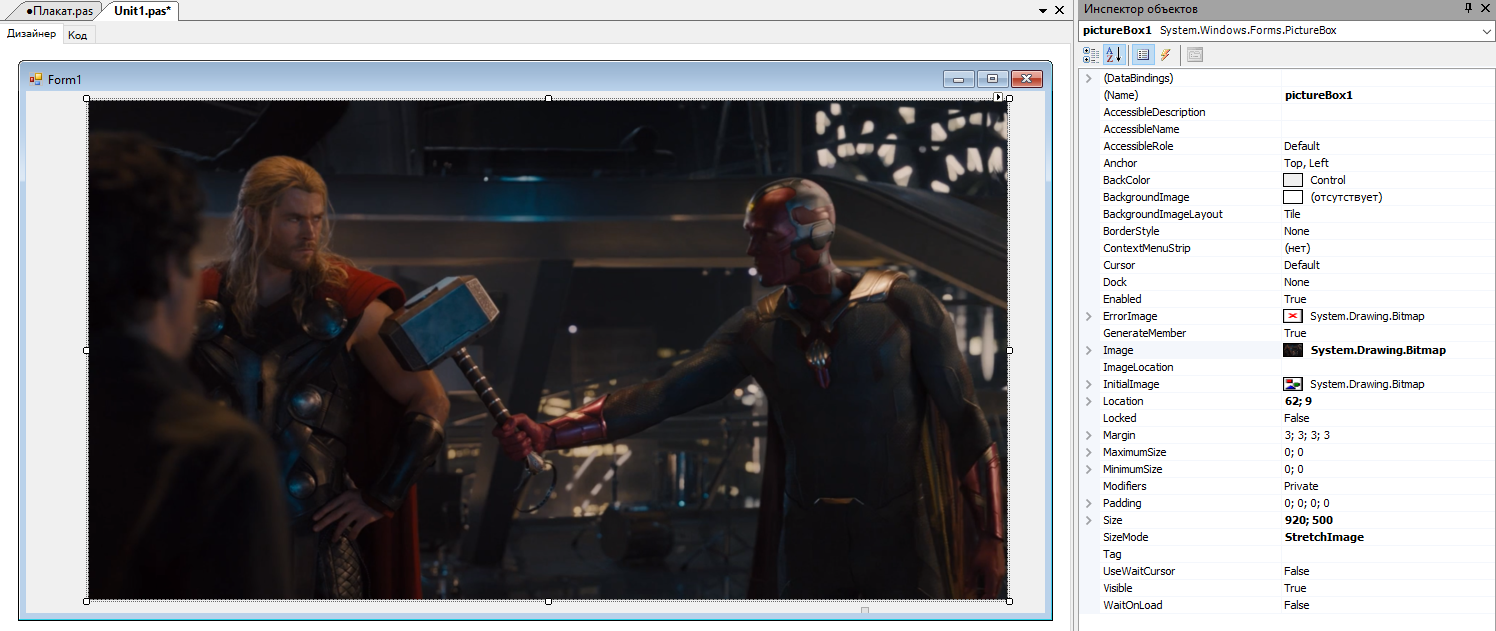 ●Плакат.pas Unit1.pas*
Дизайнер Код
Form1
Инспектор объектов
pictureBox1 System.Windows.Forms.PictureBox
(DataBindings)
(Name) pictureBox1
AccessibleDescription
AccessibleName
AccessibleRole Default
Anchor Top, Left
BackColor Control
BackgroundImage (отсутствует)
BackgroundImageLayout Tile
BorderStyle None
ContextMenuStrip (нет)
Cursor Default
Dock None
Enabled True
ErrorImage System.Drawing.Bitmap
GenerateMember True
Image System.Drawing.Bitmap
ImageLocation
InitialImage System.Drawing.Bitmap
Location 62; 9
Locked False
Margin 3; 3; 3; 3
MaximumSize 0; 0
MinimumSize 0; 0
Modifiers Private
Padding 0; 0; 0; 0
Size 920; 500
SizeMode StretchImage
Tag
UseWaitCursor False
Visible True
WaitOnLoad False